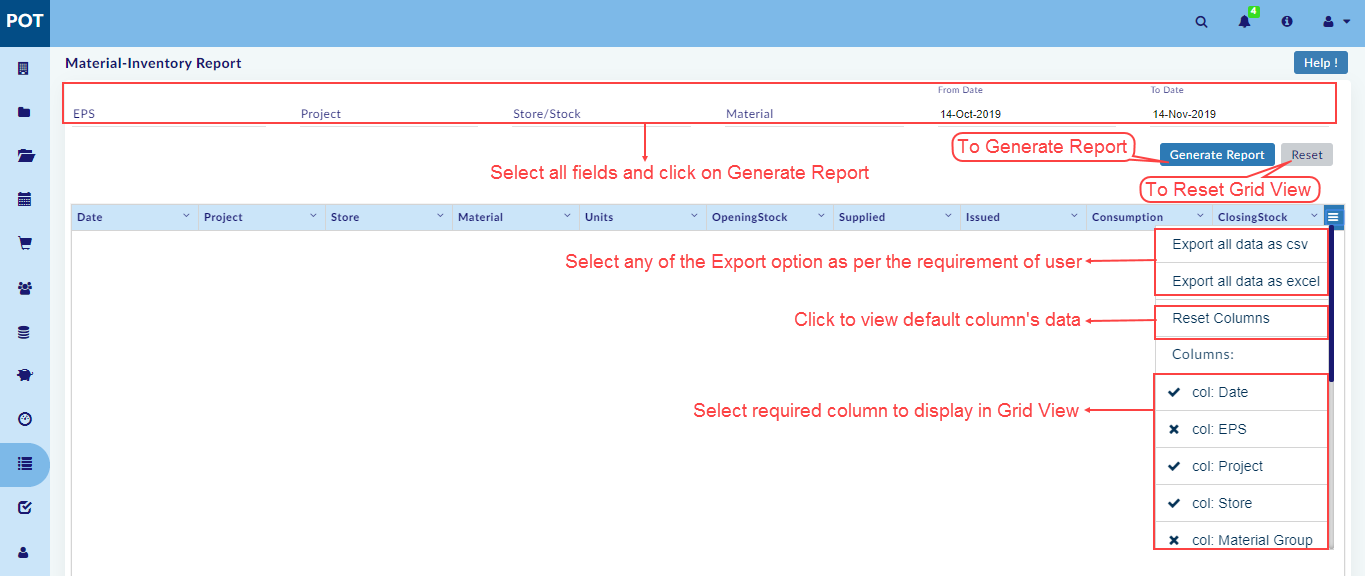 POT
4
Material-Inventory Report
Help !
From Date
To Date
EPS
Project
Store/Stock
Material
14-Oct-2019
14-Nov-2019
To Generate Report
Generate Report
Reset
Select all fields and click on Generate Report
To Reset Grid View
Date
Project
Store
Material
Units
OpeningStock
Supplied
Issued
Consumption
ClosingStock
Export all data as csv
Select any of the Export option as per the requirement of user
Export all data as excel
Click to view default column's data
Reset Columns
Columns:
col: Date
Select required column to display in Grid View
col: EPS
col: Project
col: Store
col: Material Group